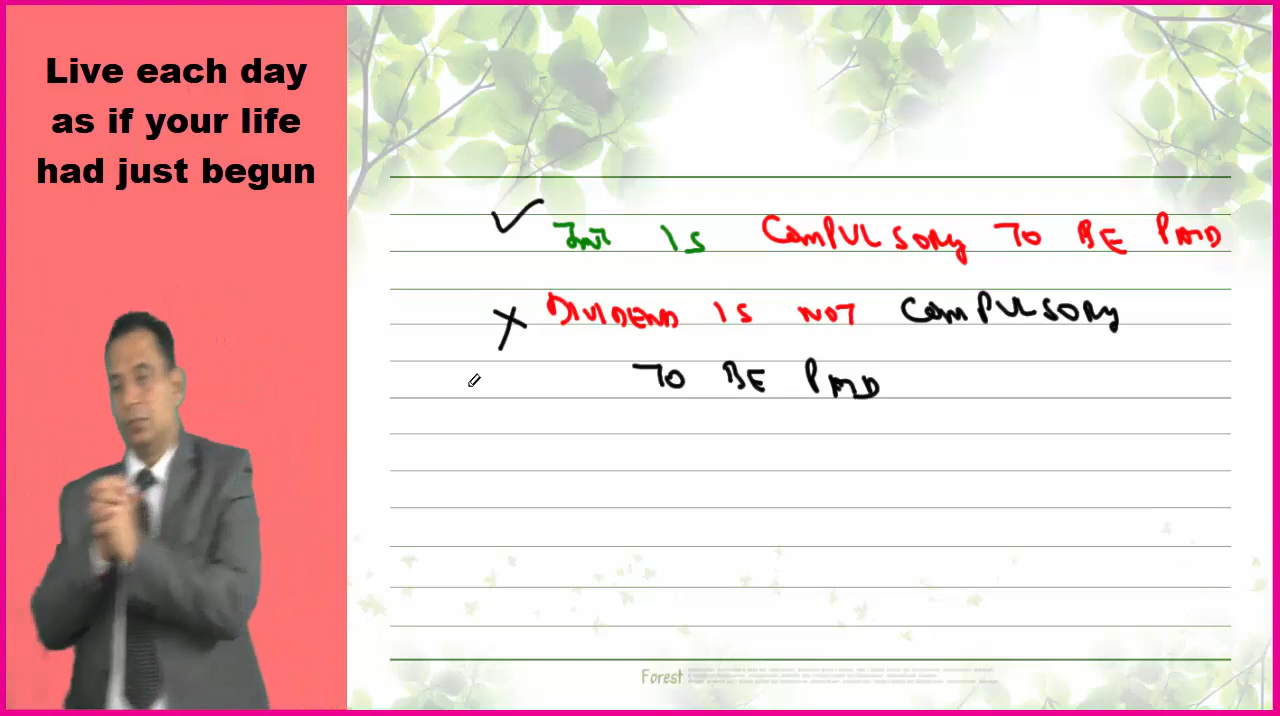 Live each day
as if your life
had just begun
✓ Int IS COMPULSORY TO BE PAID
✗ DIVIDEND IS NOT COMPULSORY
TO BE PAID
Forest